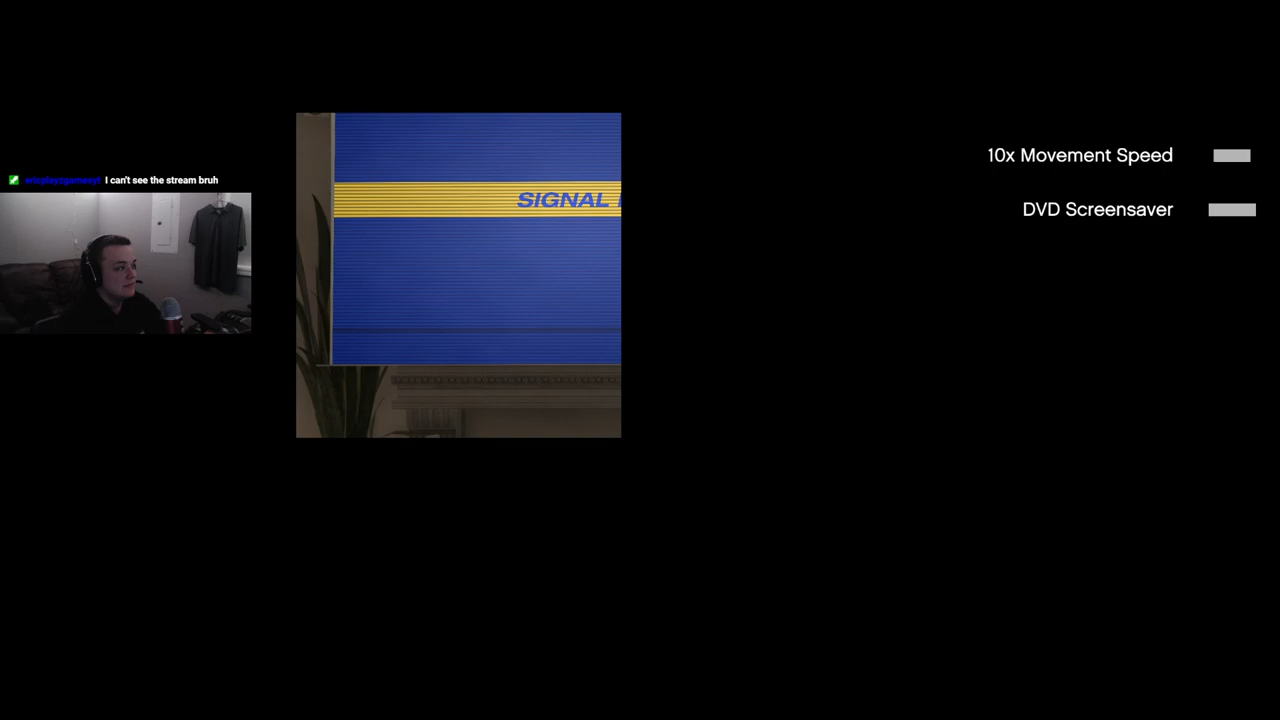 10x Movement Speed
I can't see the stream bruh
SIGNAL
DVD Screensaver